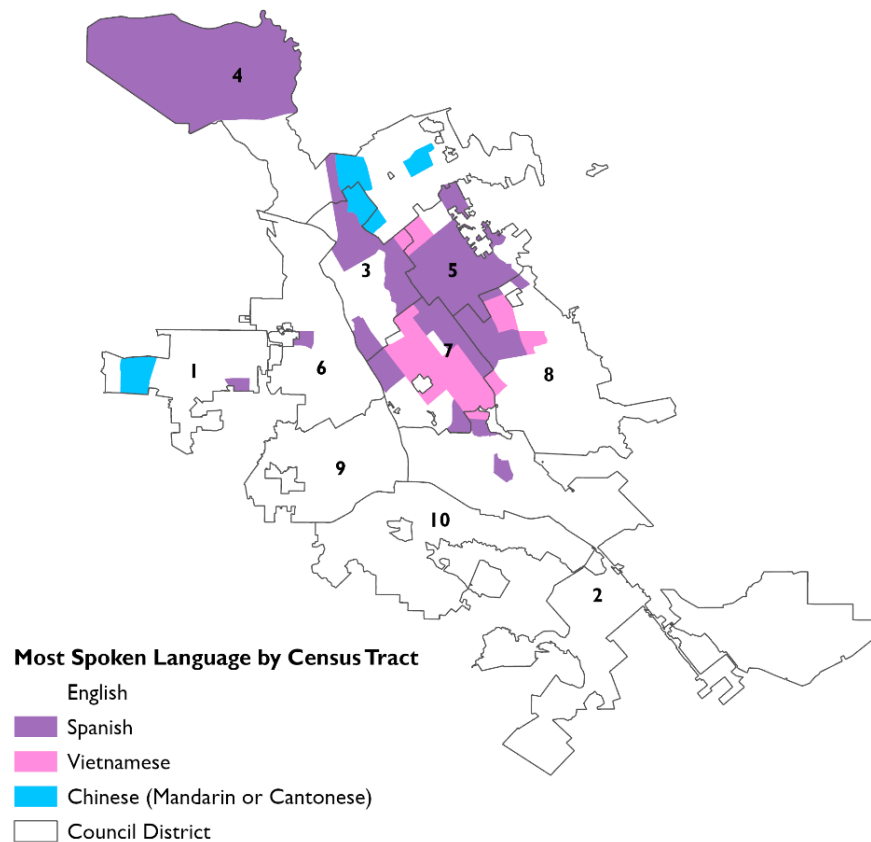 4
3
5
1
6
7
8
9
10
2
Most Spoken Language by Census Tract
English
Spanish
Vietnamese
Chinese (Mandarin or Cantonese)
Council District